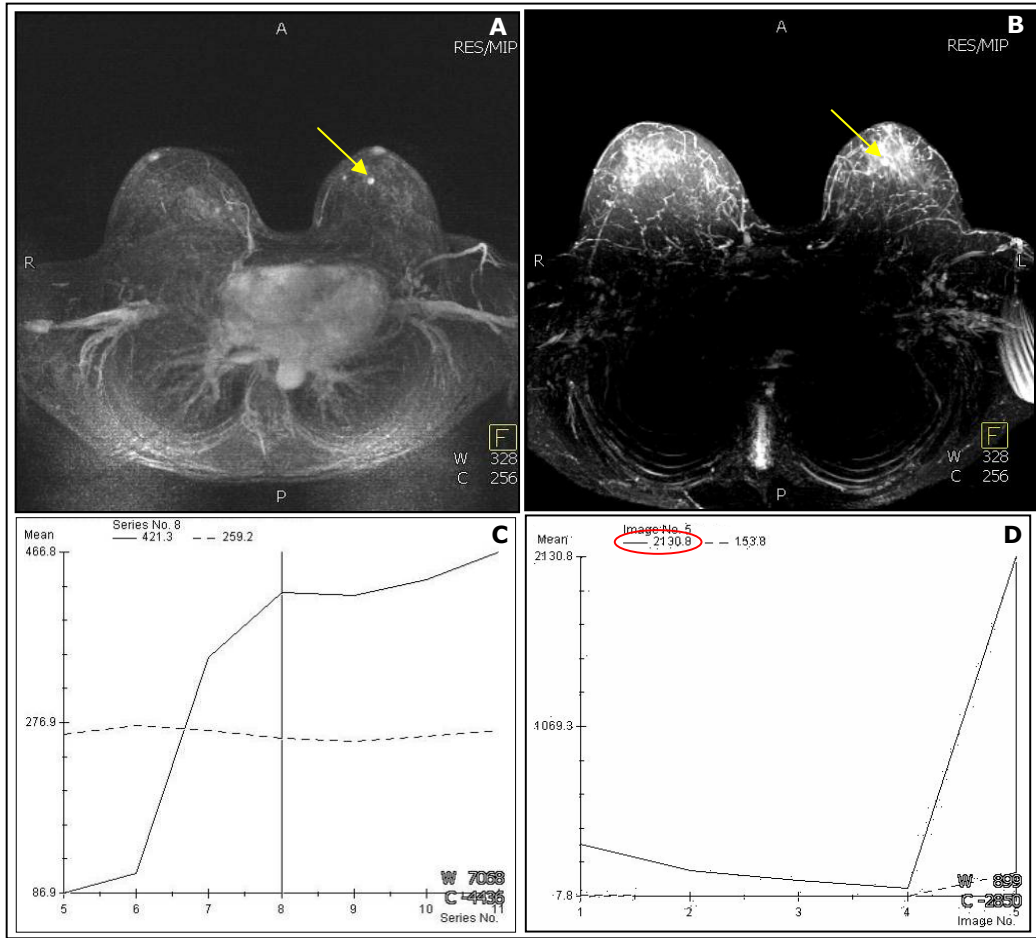 A
A
RES/MIP
R
F
W 328
C 256
P
B
A
RES/MIP
R
L
F
W 328
C 256
P
C
Series No. 8
Mean
421.3 259.2
466.8
276.9
86.9
5 6 7 8 9 10 11
W 7068
C -4436
Series No.
D
Image No. 5
Mean
2130.8 153.8
2130.8
1069.3
-7.8
1 2 3 4 5
W 899
C -2850
Image No.